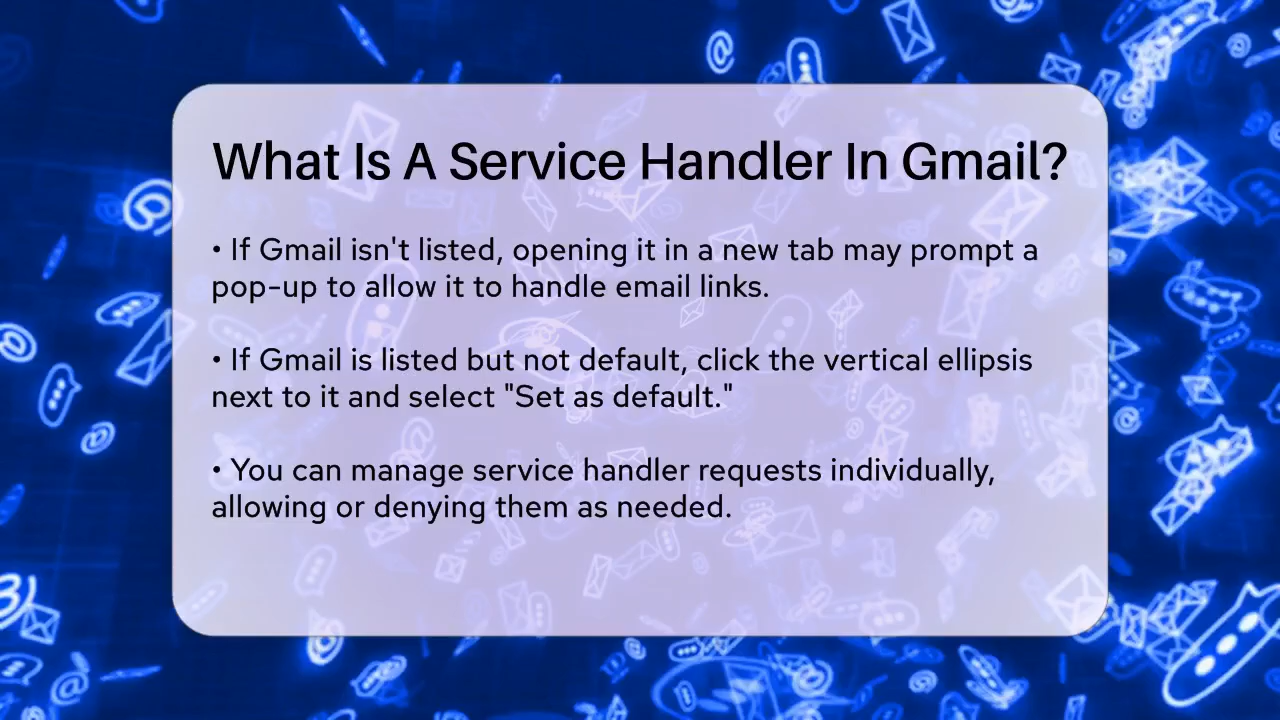 What Is A Service Handler In Gmail?
• If Gmail isn't listed, opening it in a new tab may prompt a
pop-up to allow it to handle email links.
• If Gmail is listed but not default, click the vertical ellipsis
next to it and select "Set as default."
• You can manage service handler requests individually,
allowing or denying them as needed.